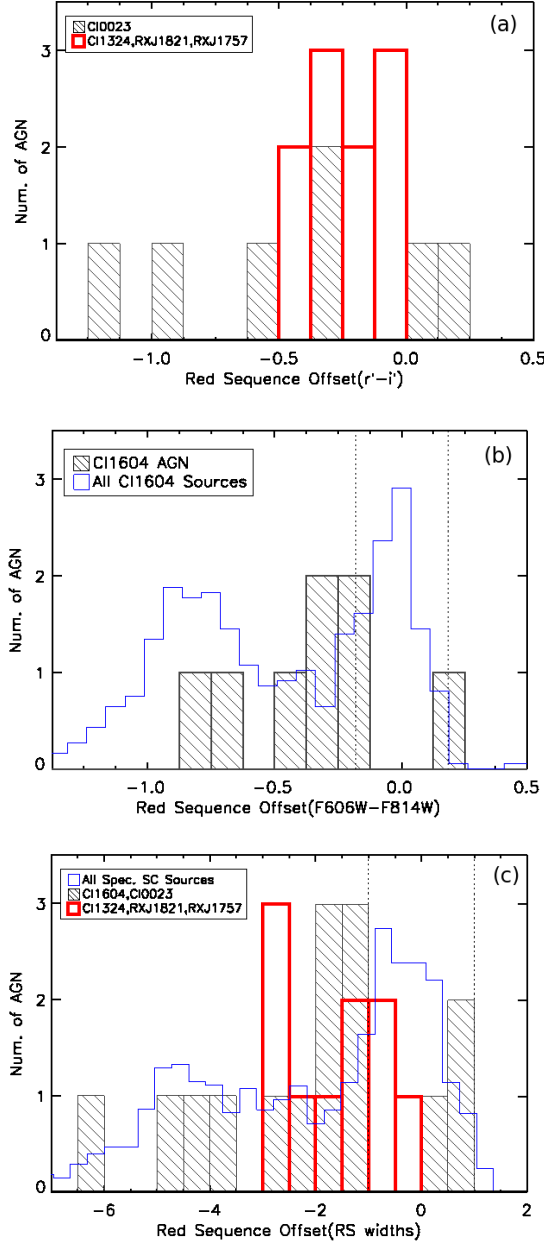 (a)
Cl0023
Cl1324,RXJ1821,RXJ1757
3
2
1
0
Num. of AGN
-1.0
-0.5
0.0
0.5
Red Sequence Offset(r'-i')
(b)
Cl1604 AGN
All Cl1604 Sources
3
2
1
0
Num. of AGN
-1.0
-0.5
0.0
0.5
Red Sequence Offset(F606W-F814W)
(c)
All Spec. SC Sources
Cl1604,Cl0023
Cl1324,RXJ1821,RXJ1757
3
2
1
0
Num. of AGN
-6
-4
-2
0
2
Red Sequence Offset(RS widths)